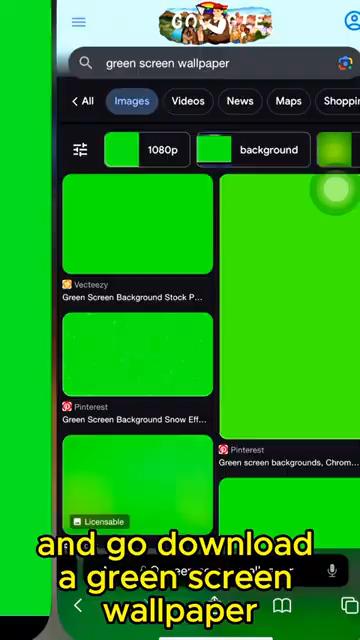 green screen wallpaper
All
Images
Videos
News
Maps
Shoppin
1080p
background
Vecteezy
Green Screen Background Stock P...
Pinterest
Green Screen Background Snow Eff...
Pinterest
Green screen backgrounds, Chrom...
Licensable
and go download
a green screen
wallpaper